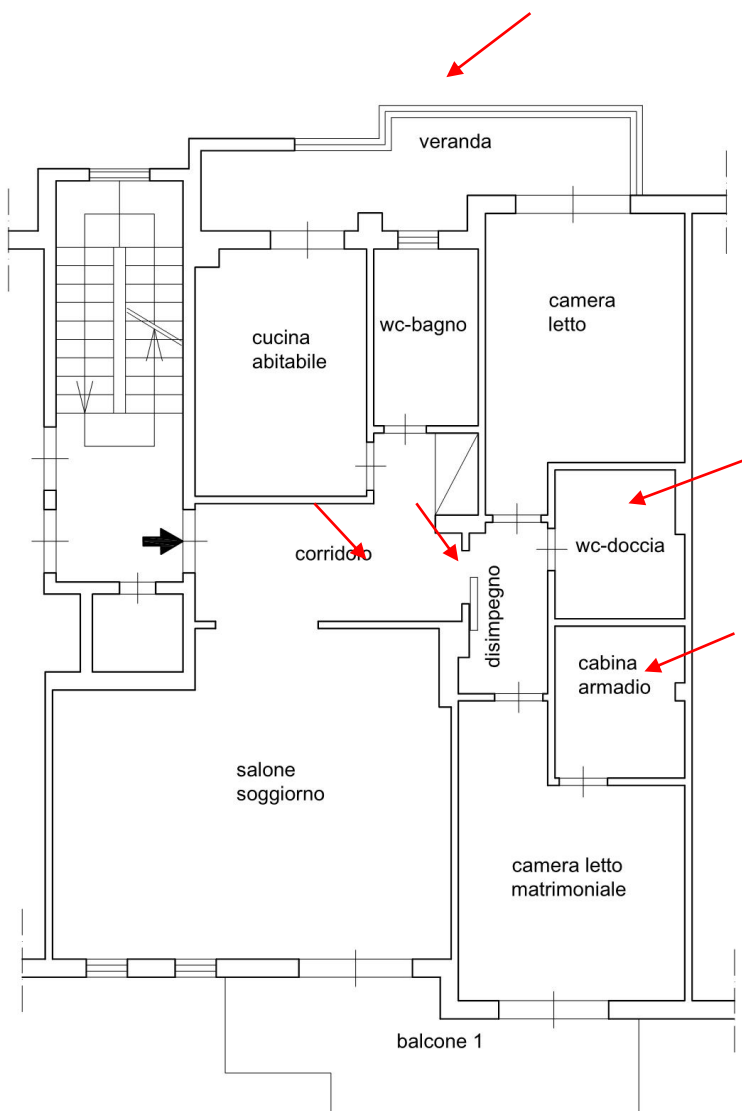 veranda
camera
letto
wc-bagno
cucina
abitabile
corridoio
wc-doccia
disimpegno
cabina
armadio
salone
soggiorno
camera letto
matrimoniale
balcone 1